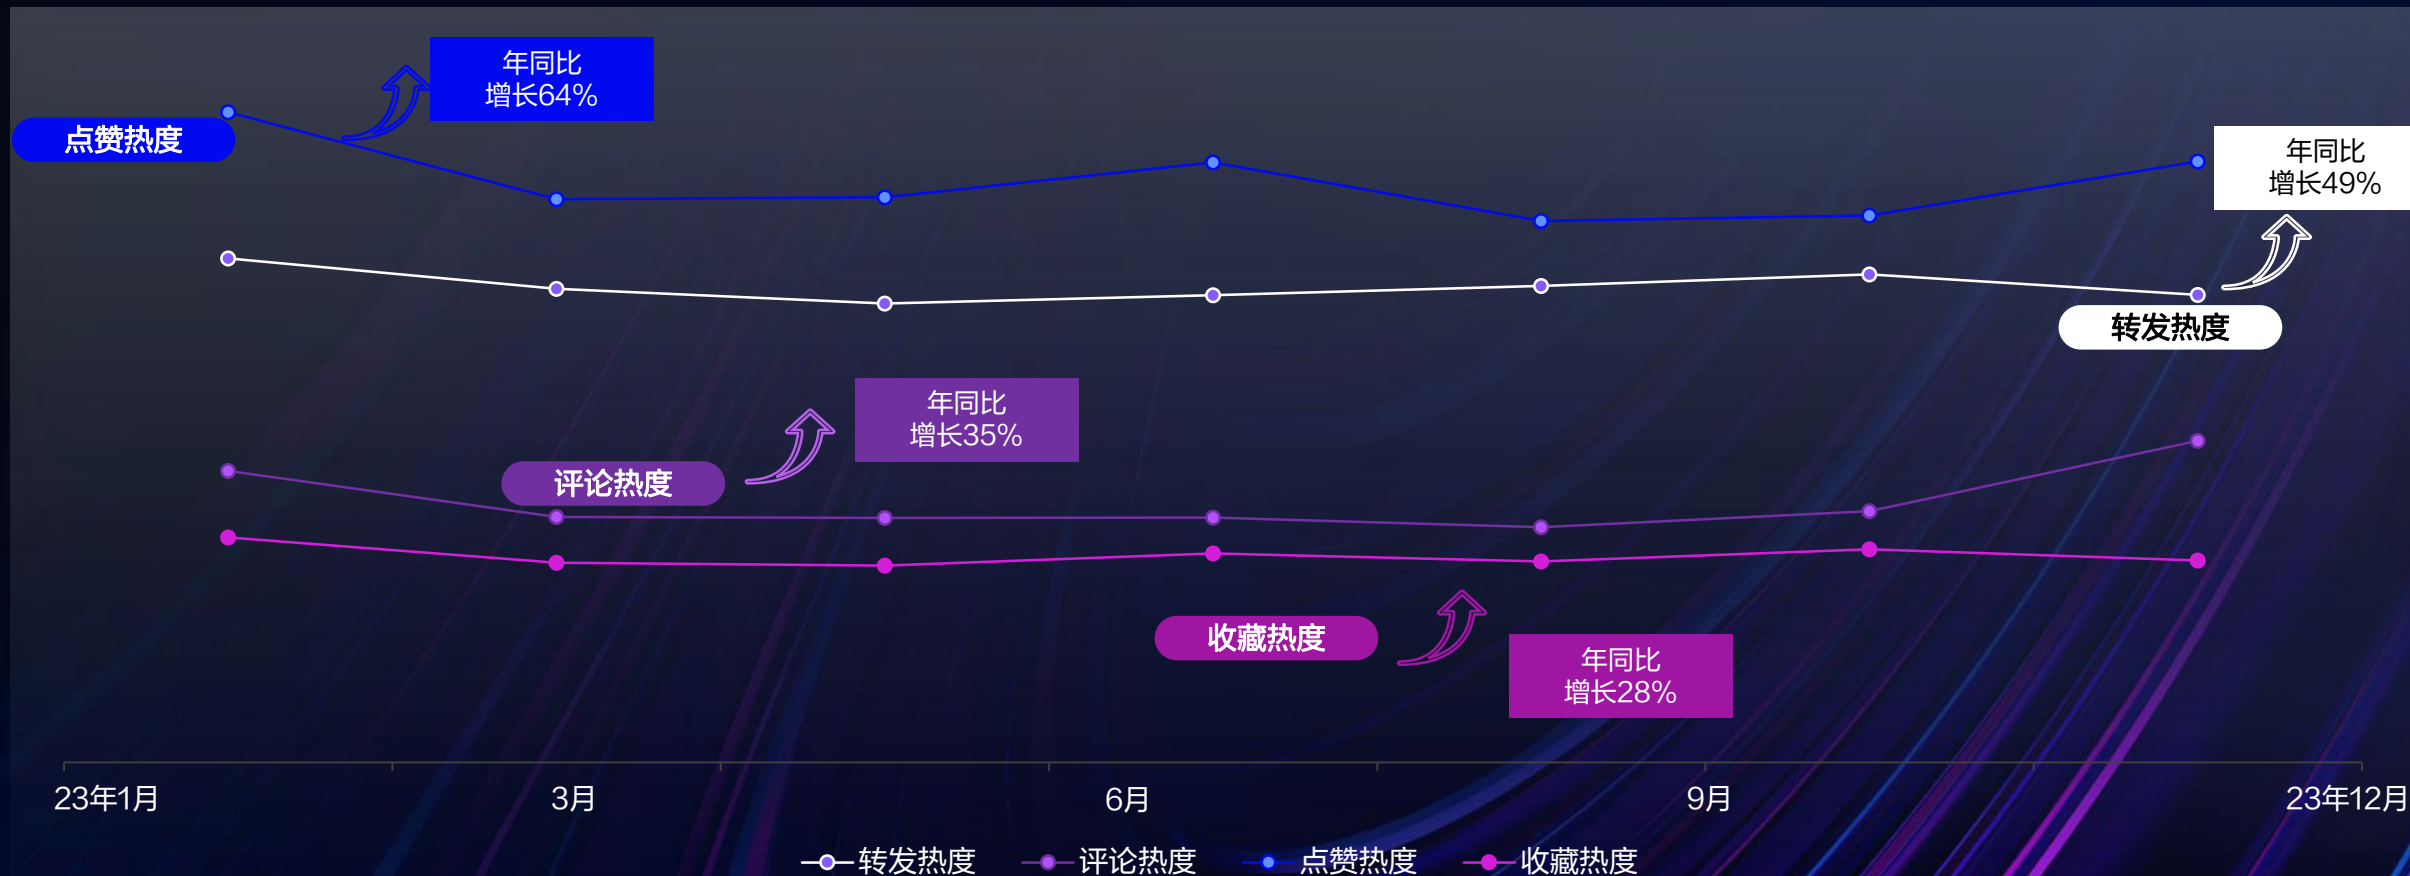 年同比
增长64%
点赞热度
年同比
增长49%
转发热度
年同比
增长35%
评论热度
收藏热度
年同比
增长28%
23年1月
3月
6月
9月
23年12月
转发热度
评论热度
点赞热度
收藏热度